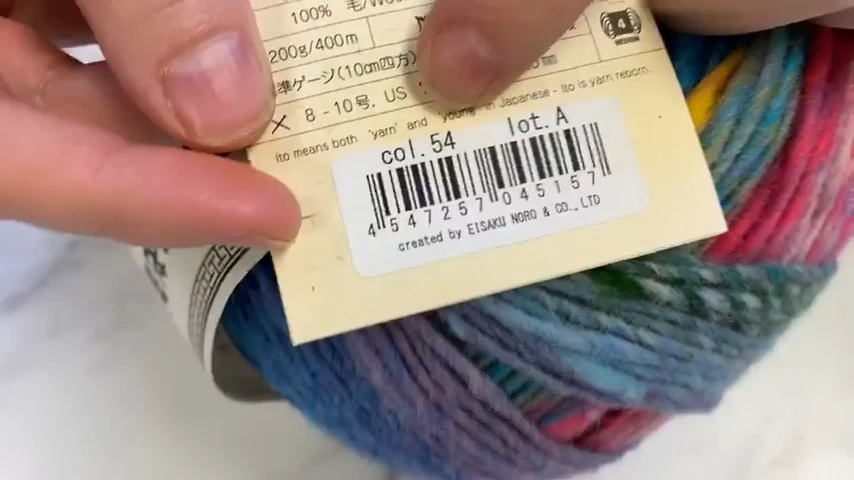 100% 毛/Wo
200g/400m
準ゲージ(10cm四方)
8-10号, US
4 MEDIUM
Ito means both 'yarn' and 'young' in Japanese - Ito is yarn reborn.
col.54 lot.A
4547257045157
created by EISAKU NORO & CO.,LTD